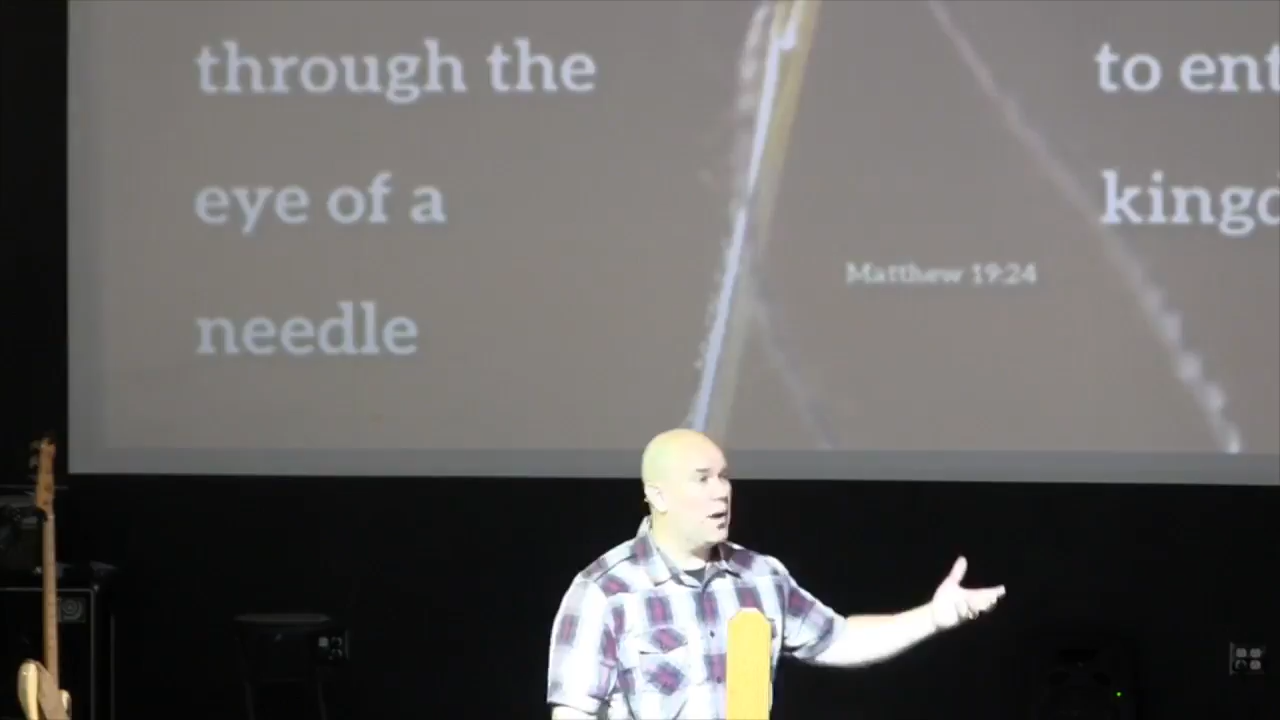 through the
eye of a
needle
to ent
kingd
Matthew 19:24